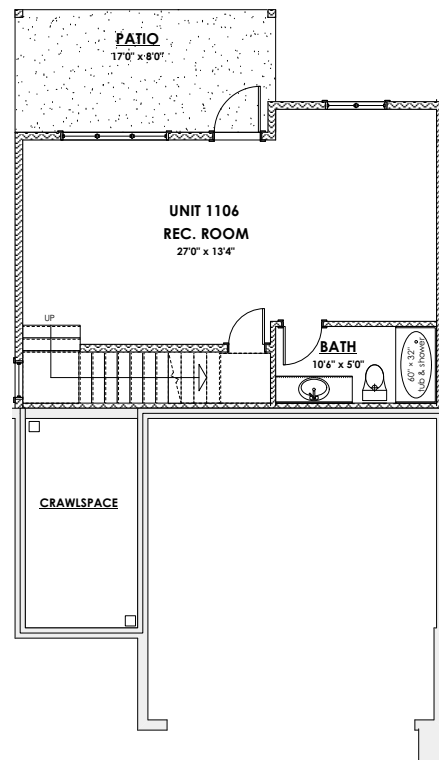 PATIO
17'0" x 8'0"
UNIT 1106
REC. ROOM
27'0" x 13'4"
UP
BATH
10'6" x 5'0"
60" x 32"
tub & shower
CRAWLSPACE